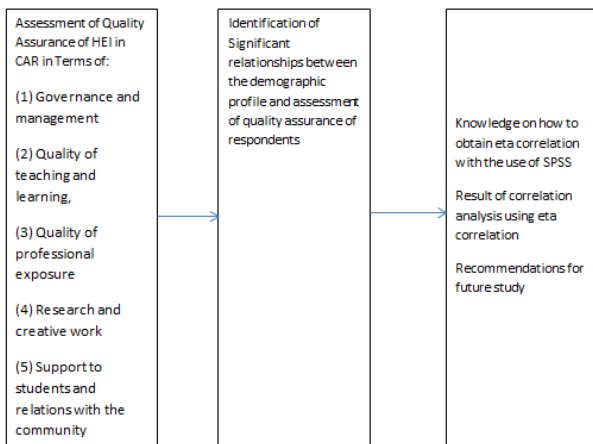 Assessment of Quality
Assurance of HEI in
CAR in Terms of:
(1) Governance and
management
(2) Quality of
teaching and
learning,
(3) Quality of
professional
exposure
(4) Research and
creative work
(5) Support to
students and
relations with the
community
Identification of
Significant
relationships between
the demographic
profile and assessment
of quality assurance of
respondents
Knowledge on how to
obtain eta correlation
with the use of SPSS
Result of correlation
analysis using eta
correlation
Recommendations for
future study